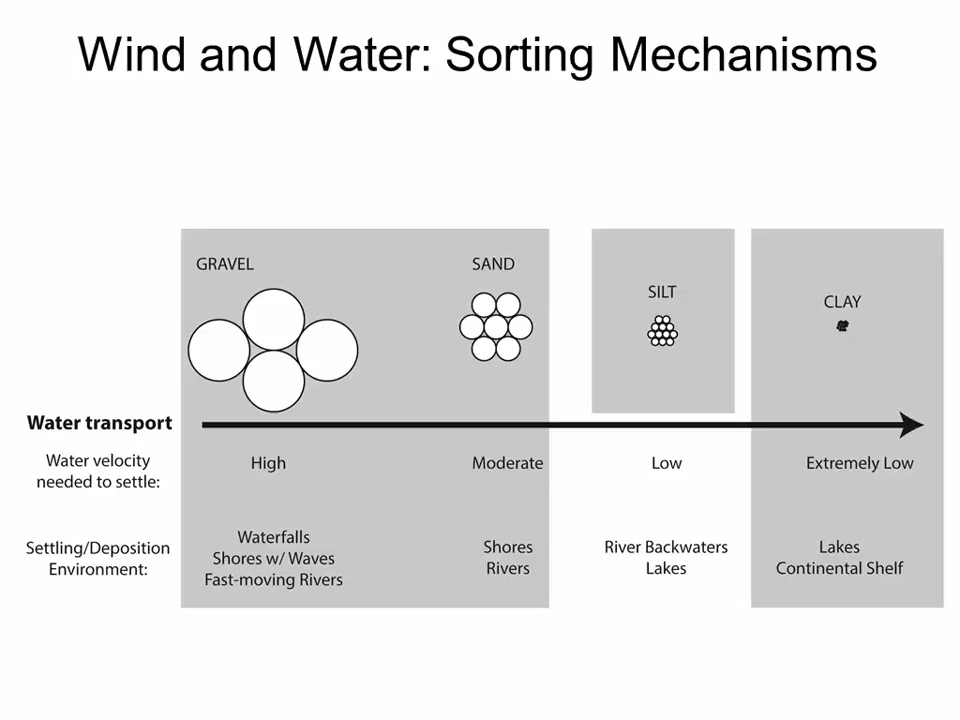 Wind and Water: Sorting Mechanisms
GRAVEL
SAND
SILT
CLAY
Water transport
Water velocity
needed to settle:
High
Moderate
Low
Extremely Low
Settling/Deposition
Environment:
Waterfalls
Shores w/ Waves
Fast-moving Rivers
Shores
Rivers
River Backwaters
Lakes
Lakes
Continental Shelf